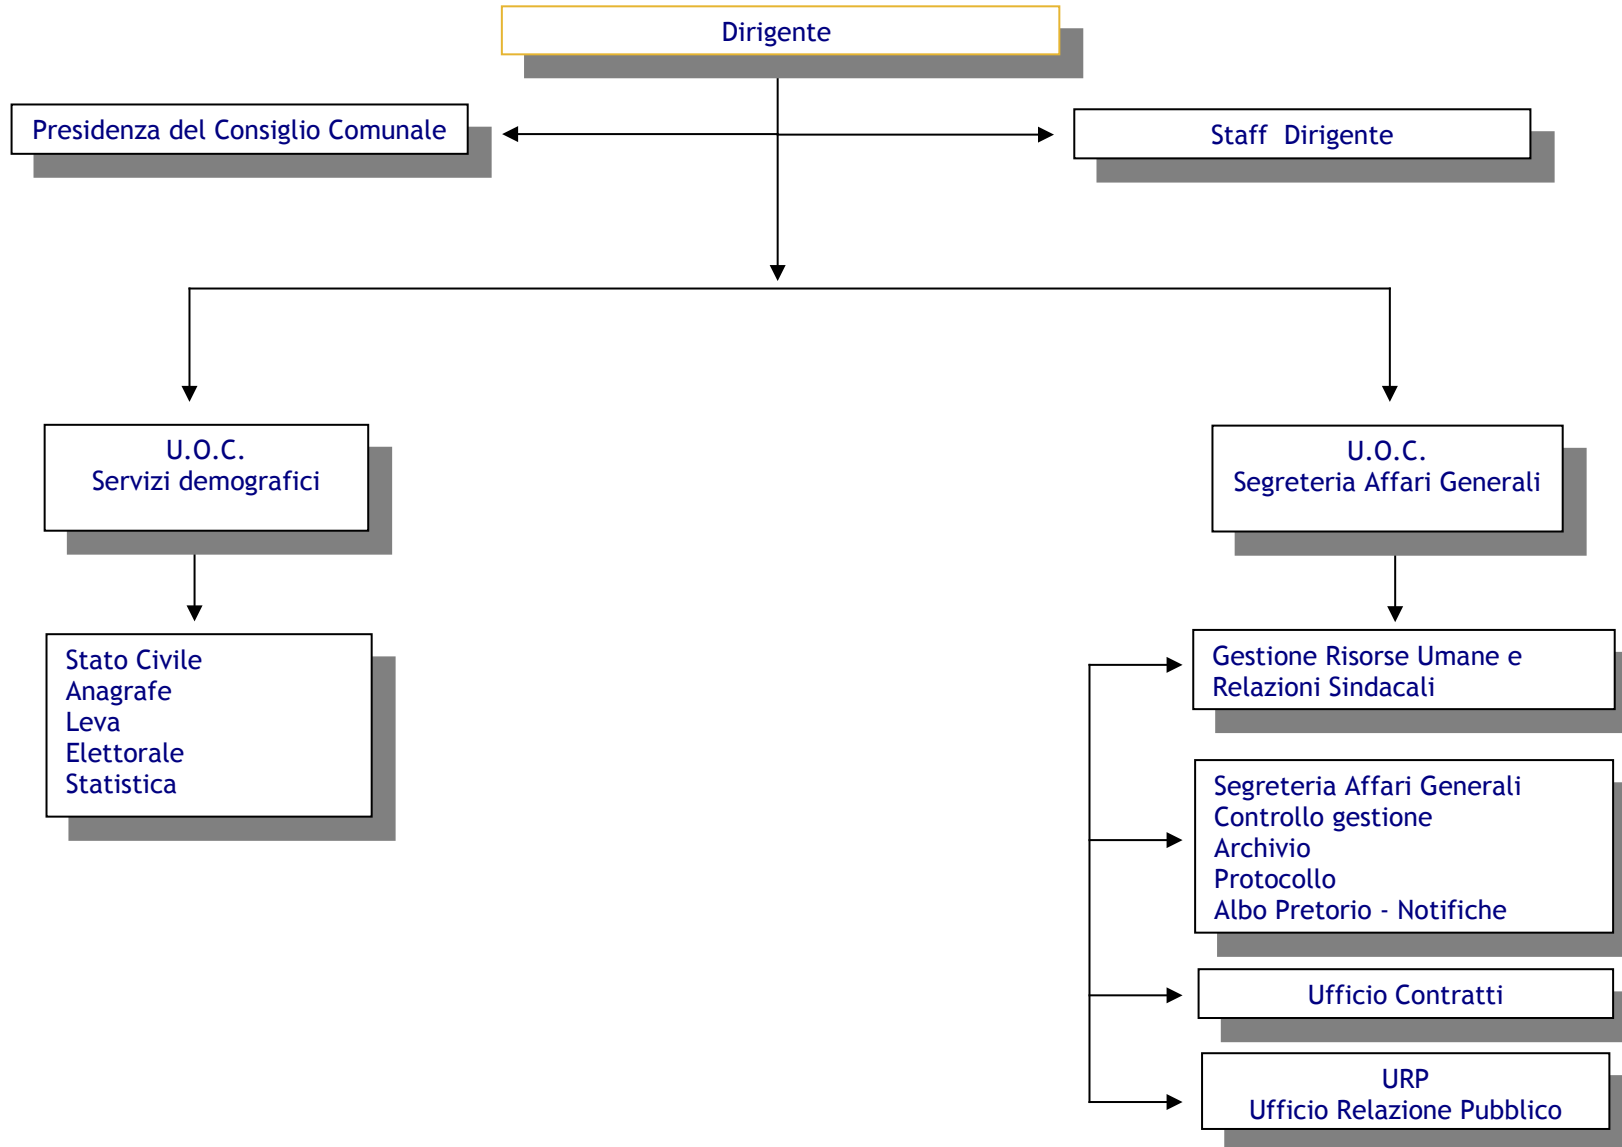 Dirigente
Presidenza del Consiglio Comunale
Staff  Dirigente
U.O.C.
Servizi demografici
U.O.C.
Segreteria Affari Generali
Stato Civile
Anagrafe
Leva
Elettorale
Statistica
Gestione Risorse Umane e
Relazioni Sindacali
Segreteria Affari Generali
Controllo gestione
Archivio
Protocollo
Albo Pretorio - Notifiche
Ufficio Contratti
URP
Ufficio Relazione Pubblico